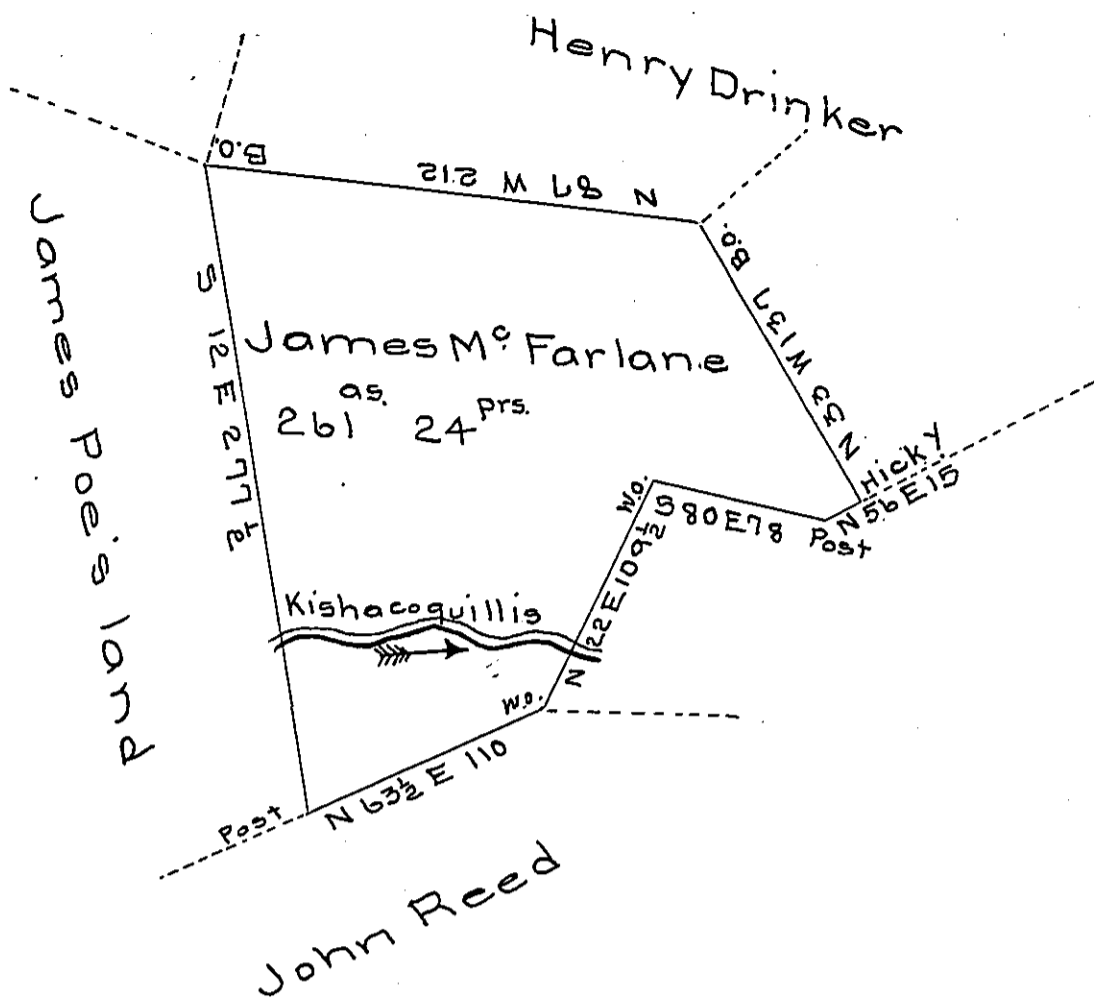 Henry Drinker
B.O.
N 87 W 212
B.O.
N 33 W 137
James Poe's land
S 12 E 277 ½
James Mc Farlane
261 as. 24 prs.
Hicky
N 56 E 15
W.O.
S 80 E 78
Post
N 22 E 109 ½
Kishacoquillis
W.O.
Post
N 63 ½ E 110
John Reed